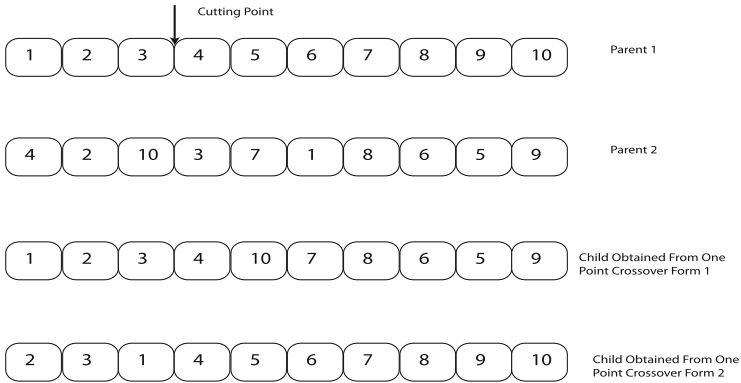 Cutting Point
1 2 3 4 5 6 7 8 9 10 Parent 1
4 2 10 3 7 1 8 6 5 9 Parent 2
1 2 3 4 10 7 8 6 5 9 Child Obtained From One
Point Crossover Form 1
2 3 1 4 5 6 7 8 9 10 Child Obtained From One
Point Crossover Form 2